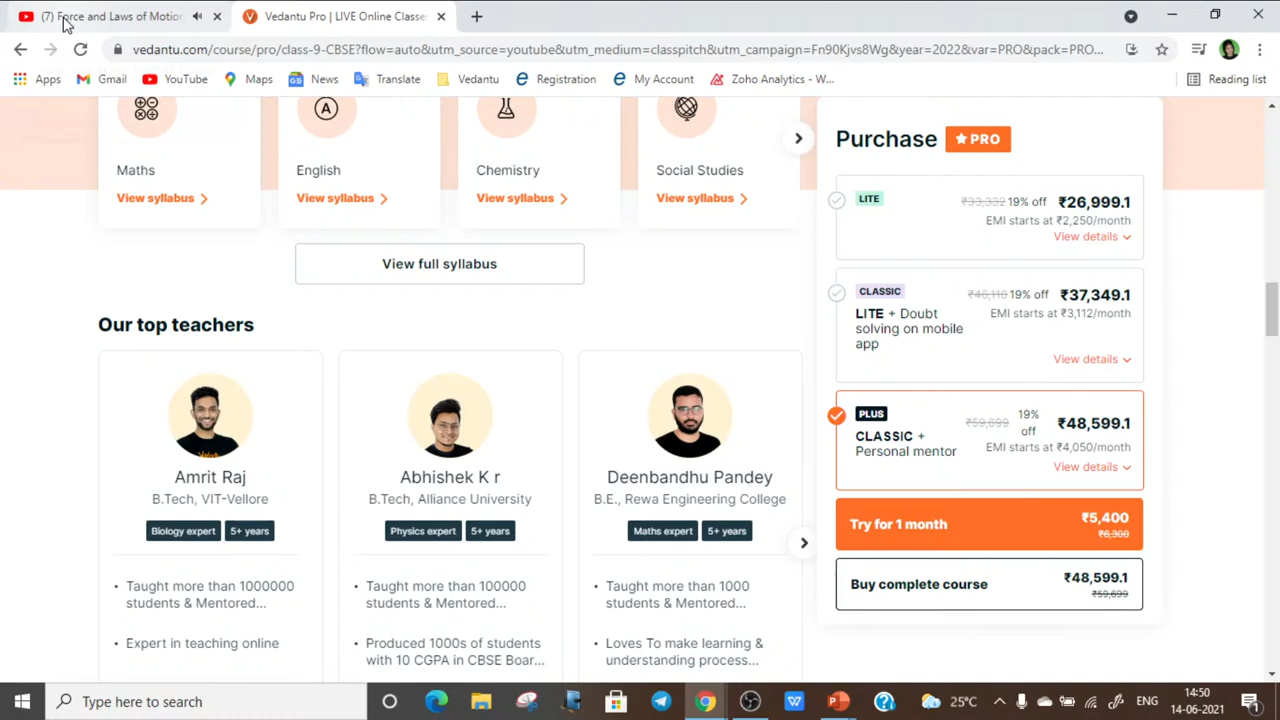 (7) Force and Laws of Motion
Vedantu Pro | LIVE Online Classes
vedantu.com/course/pro/class-9-CBSE?flow=auto&utm_source=youtube&utm_medium=classpitch&utm_campaign=Fn90Kjvs8Wg&year=2022&var=PRO&pack=PRO...
Apps Gmail YouTube Maps News Translate Vedantu Registration My Account Zoho Analytics - W... Reading list
Maths English Chemistry Social Studies
View syllabus View syllabus View syllabus View syllabus
View full syllabus
Our top teachers
Amrit Raj
B.Tech, VIT-Vellore
Biology expert 5+ years
• Taught more than 1000000
students & Mentored...
• Expert in teaching online
Abhishek K r
B.Tech, Alliance University
Physics expert 5+ years
• Taught more than 100000
students & Mentored...
• Produced 1000s of students
with 10 CGPA in CBSE Boar...
Deenbandhu Pandey
B.E., Rewa Engineering College
Maths expert 5+ years
• Taught more than 1000
students & Mentored...
• Loves To make learning &
understanding process...
Purchase PRO
LITE ₹33,332 19% off ₹26,999.1
EMI starts at ₹2,250/month
View details
CLASSIC ₹46,110 19% off ₹37,349.1
LITE + Doubt
solving on mobile
app
EMI starts at ₹3,112/month
View details
PLUS ₹59,699 19%
off ₹48,599.1
CLASSIC +
Personal mentor
EMI starts at ₹4,050/month
View details
Try for 1 month ₹5,400
₹6,300
Buy complete course ₹48,599.1
₹59,699
Type here to search
25°C
ENG
14:50
14-06-2021
1